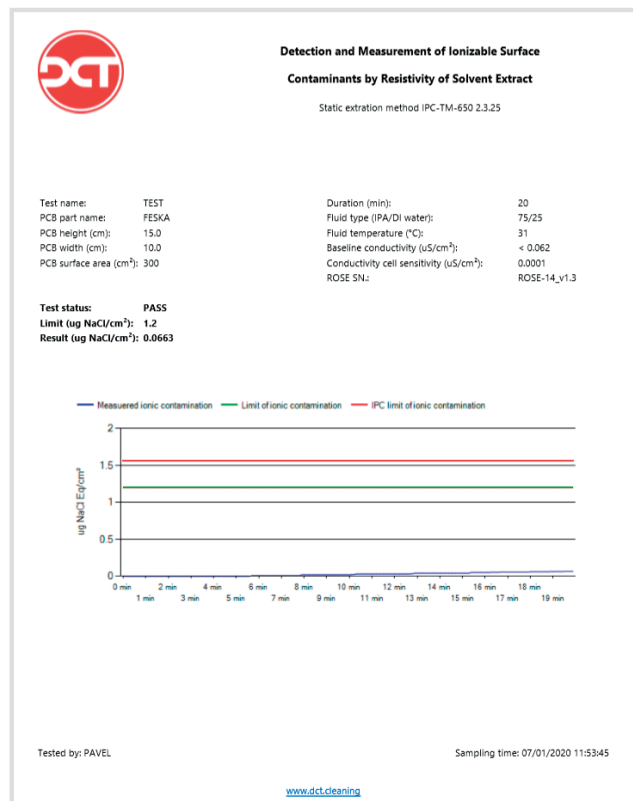 DCT
Detection and Measurement of Ionizable Surface
Contaminants by Resistivity of Solvent Extract
Static extration method IPC-TM-650 2.3.25
Test name: TEST
PCB part name: FESKA
PCB height (cm): 15.0
PCB width (cm): 10.0
PCB surface area (cm²): 300
Duration (min): 20
Fluid type (IPA/DI water): 75/25
Fluid temperature (°C): 31
Baseline conductivity (uS/cm²): < 0.062
Conductivity cell sensitivity (uS/cm²): 0.0001
ROSE SN.: ROSE-14_v1.3
Test status: PASS
Limit (ug NaCl/cm²): 1.2
Result (ug NaCl/cm²): 0.0663
Measuered ionic contamination Limit of ionic contamination IPC limit of ionic contamination
ug NaCl Eq/cm²
2
1.5
1
0.5
0
0 min 2 min 4 min 6 min 8 min 10 min 12 min 14 min 16 min 18 min
1 min 3 min 5 min 7 min 9 min 11 min 13 min 15 min 17 min 19 min
Tested by: PAVEL
Sampling time: 07/01/2020 11:53:45
www.dct.cleaning